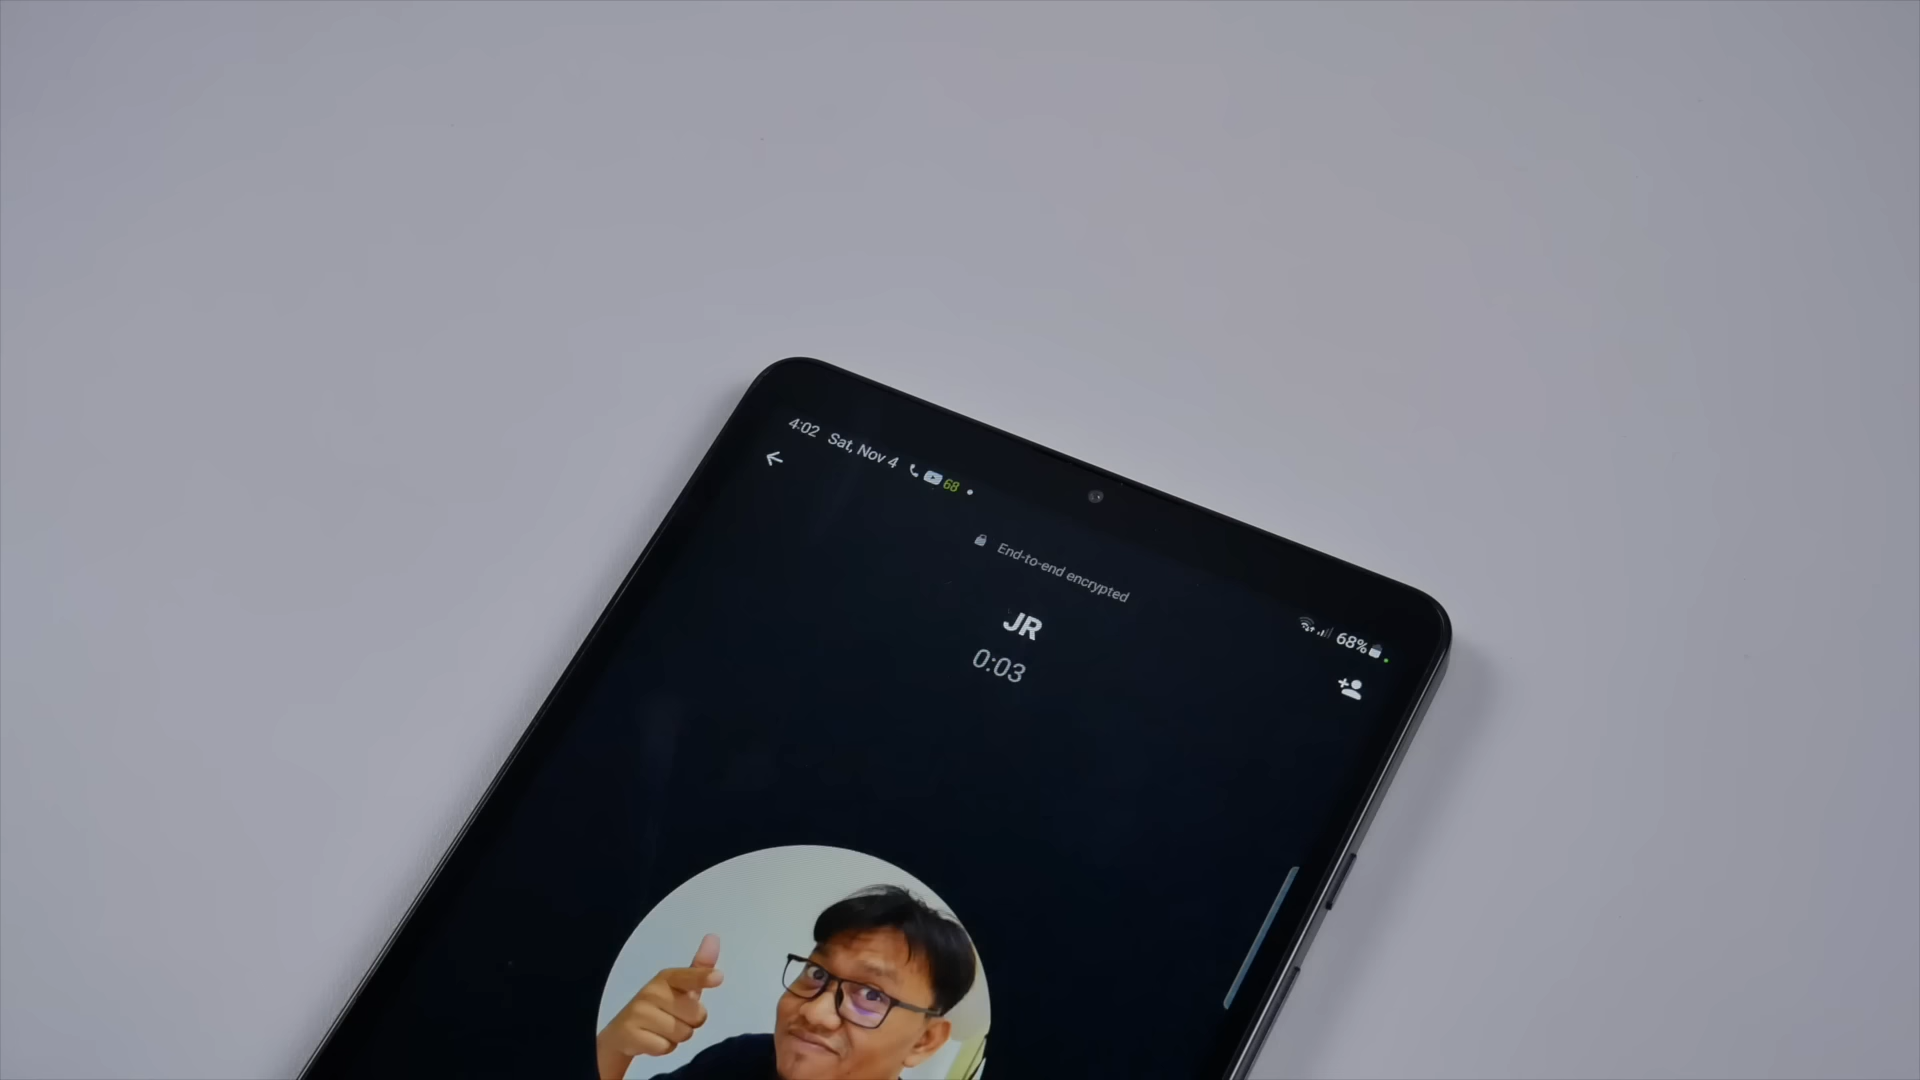 4:02 Sat, Nov 4 68
68%
End-to-end encrypted
JR
0:03